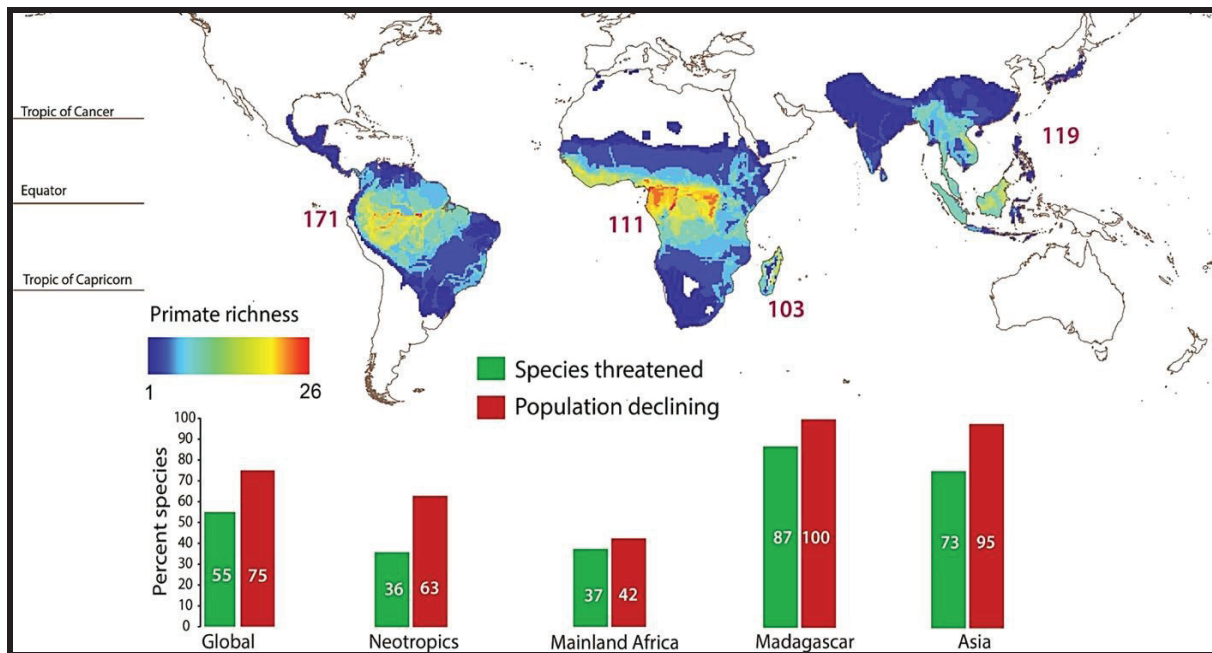 Tropic of Cancer
119
Equator
171
111
Tropic of Capricorn
103
Primate richness
1
26
Species threatened
Population declining
Percent species
100
90
80
70
60
50
40
30
20
10
0
55
75
36
63
37
42
87
100
73
95
Global
Neotropics
Mainland Africa
Madagascar
Asia